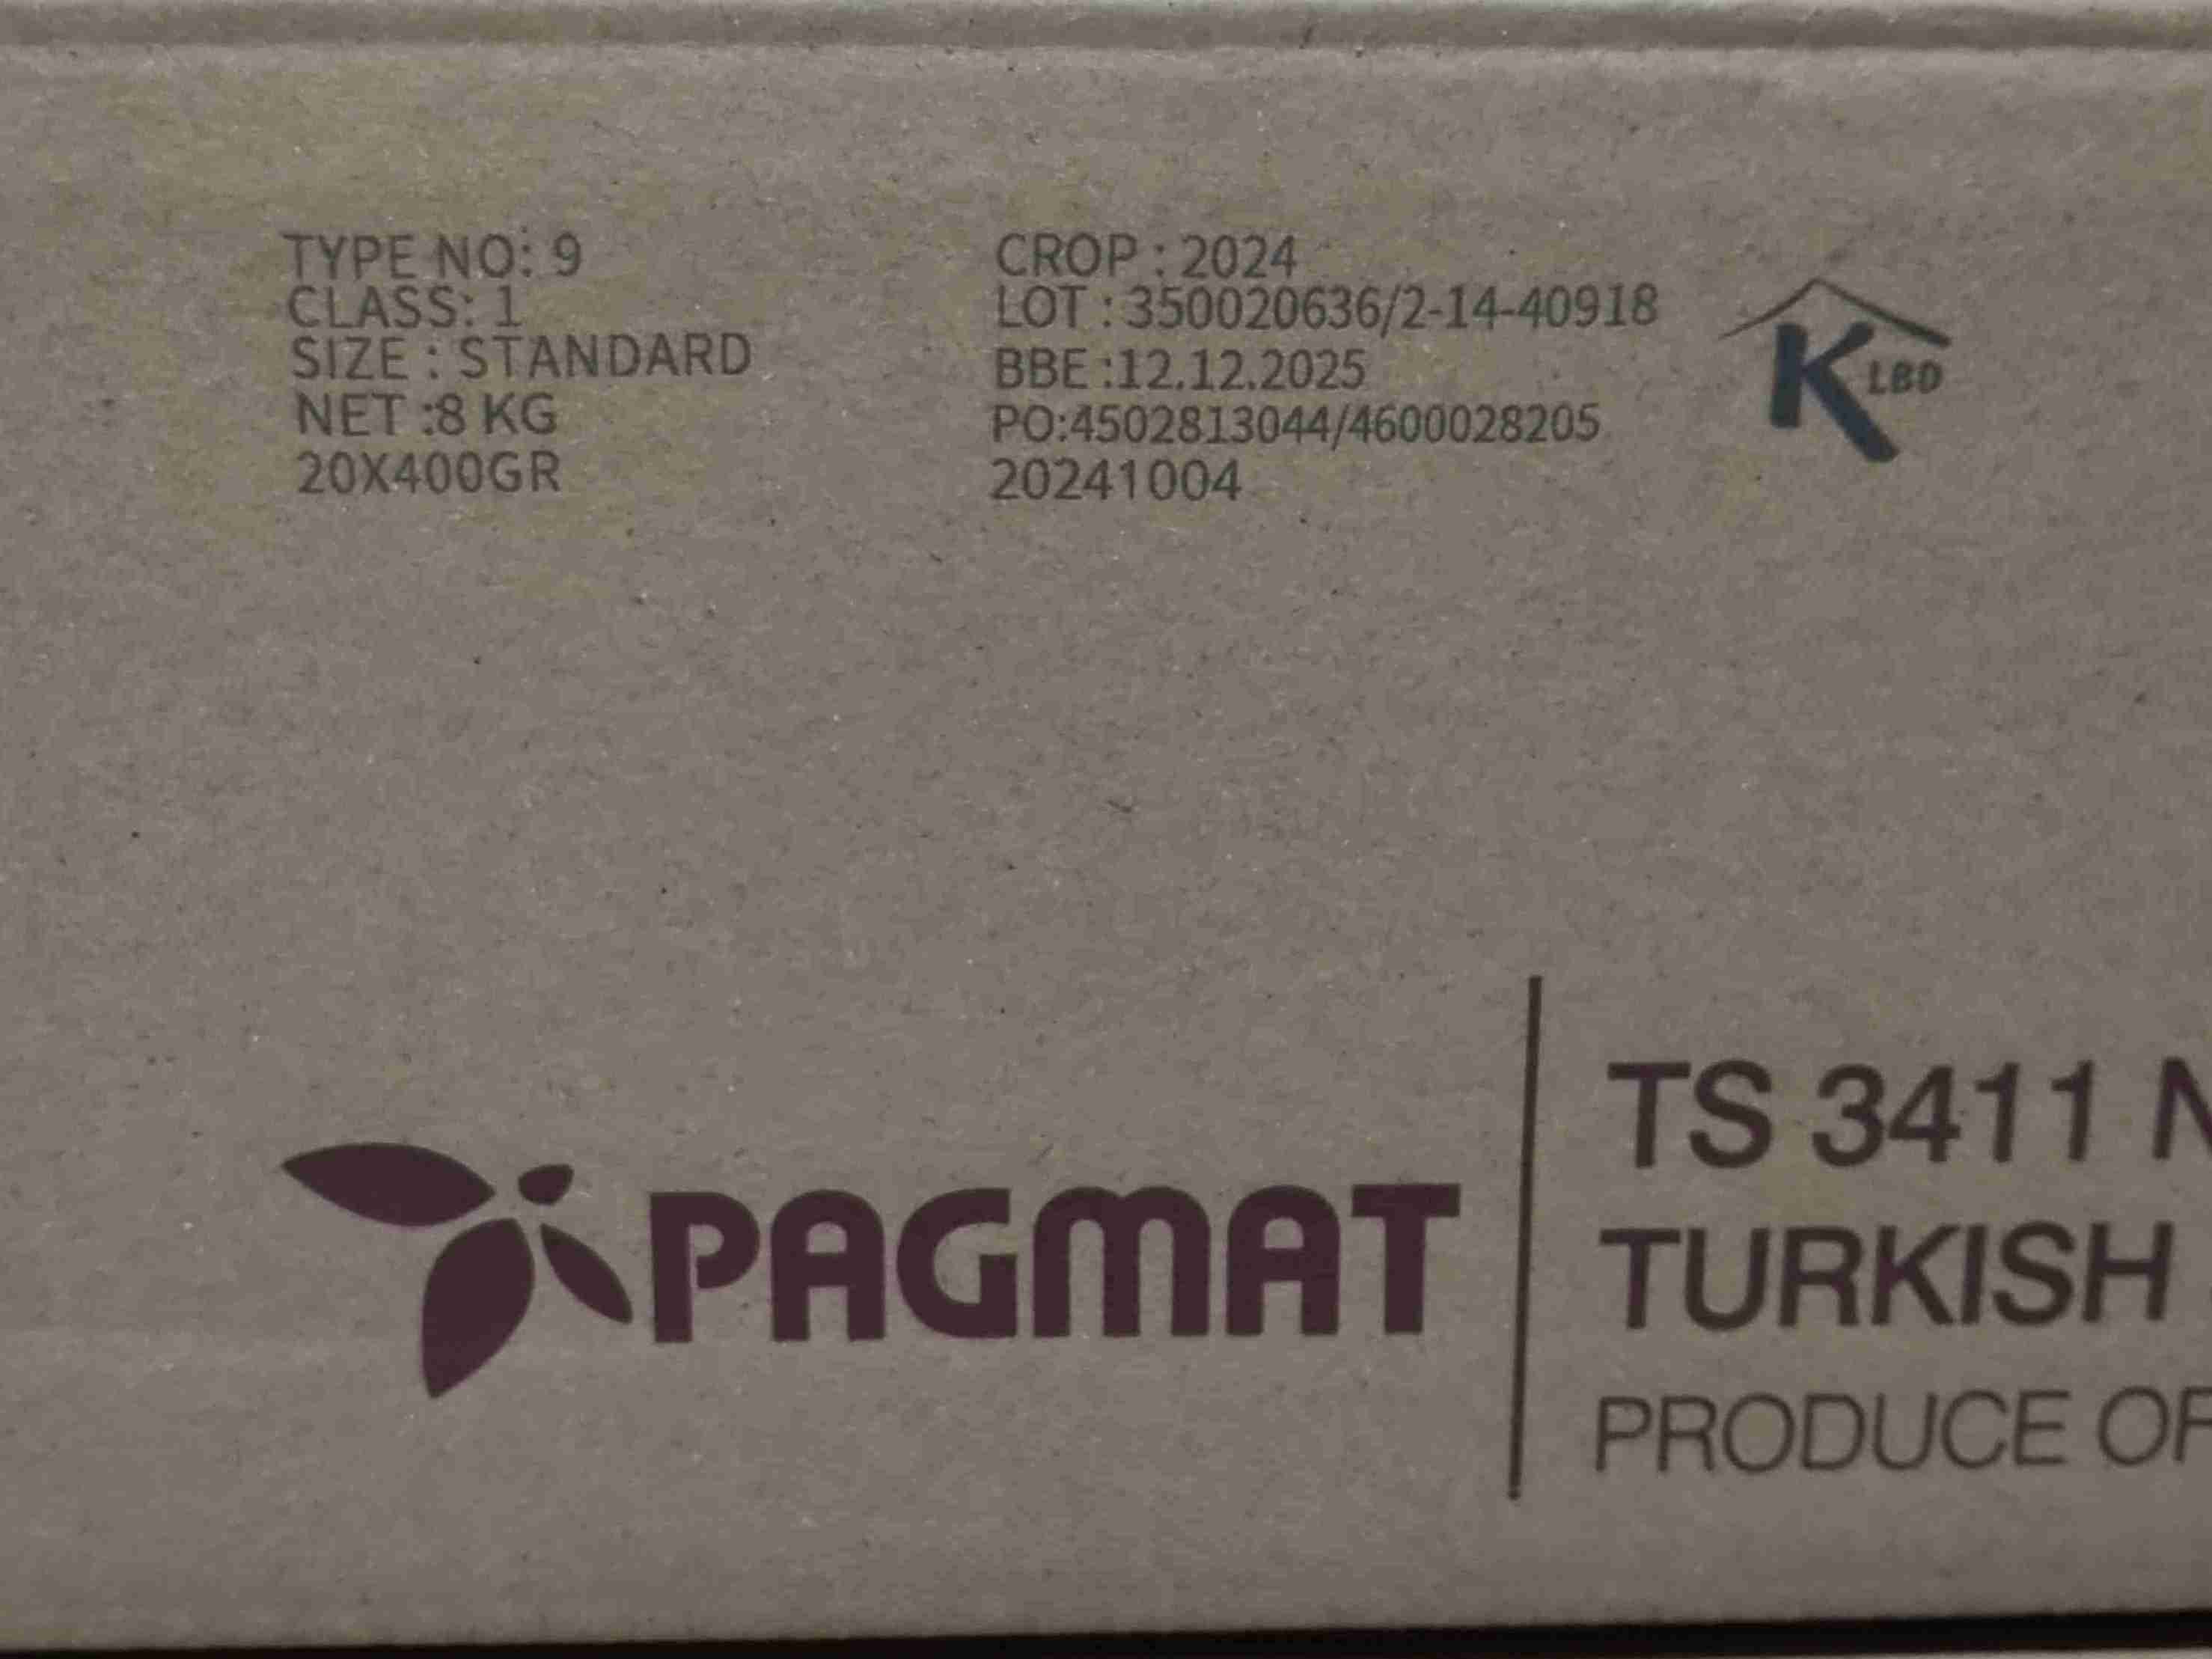 TYPE NO: 9
CLASS: 1
SIZE : STANDARD
NET :8 KG
20X400GR
CROP : 2024
LOT : 350020636/2-14-40918
BBE :12.12.2025
PO:4502813044/4600028205
20241004
K LBD
PAGMAT
TS 3411 N
TURKISH
PRODUCE OF